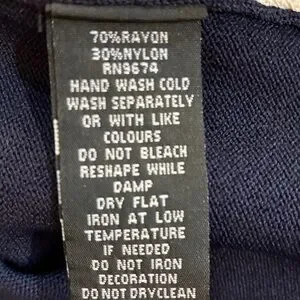 70%RAYON
30%NYLON
RN9674
HAND WASH COLD
WASH SEPARATELY
OR WITH LIKE
COLOURS
DO NOT BLEACH
RESHAPE WHILE
DAMP
DRY FLAT
IRON AT LOW
TEMPERATURE
IF NEEDED
DO NOT IRON
DECORATION
DO NOT DRYCLEAN